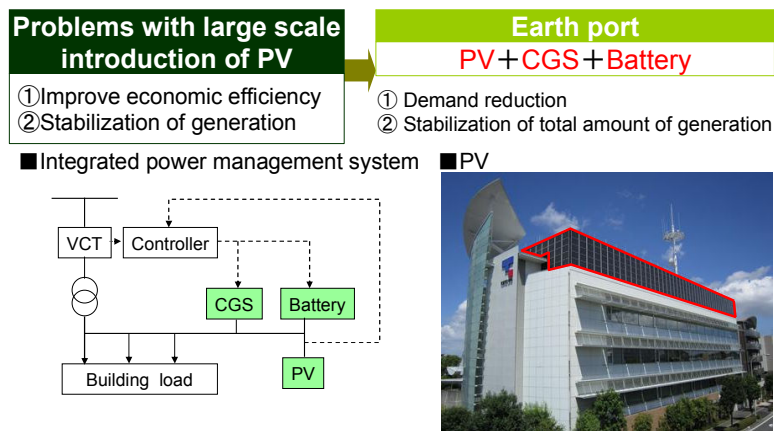 Problems with large scale
introduction of PV
①Improve economic efficiency
②Stabilization of generation
Earth port
PV＋CGS＋Battery
① Demand reduction
② Stabilization of total amount of generation
■Integrated power management system
■PV
VCT
Controller
CGS
Battery
PV
Building load